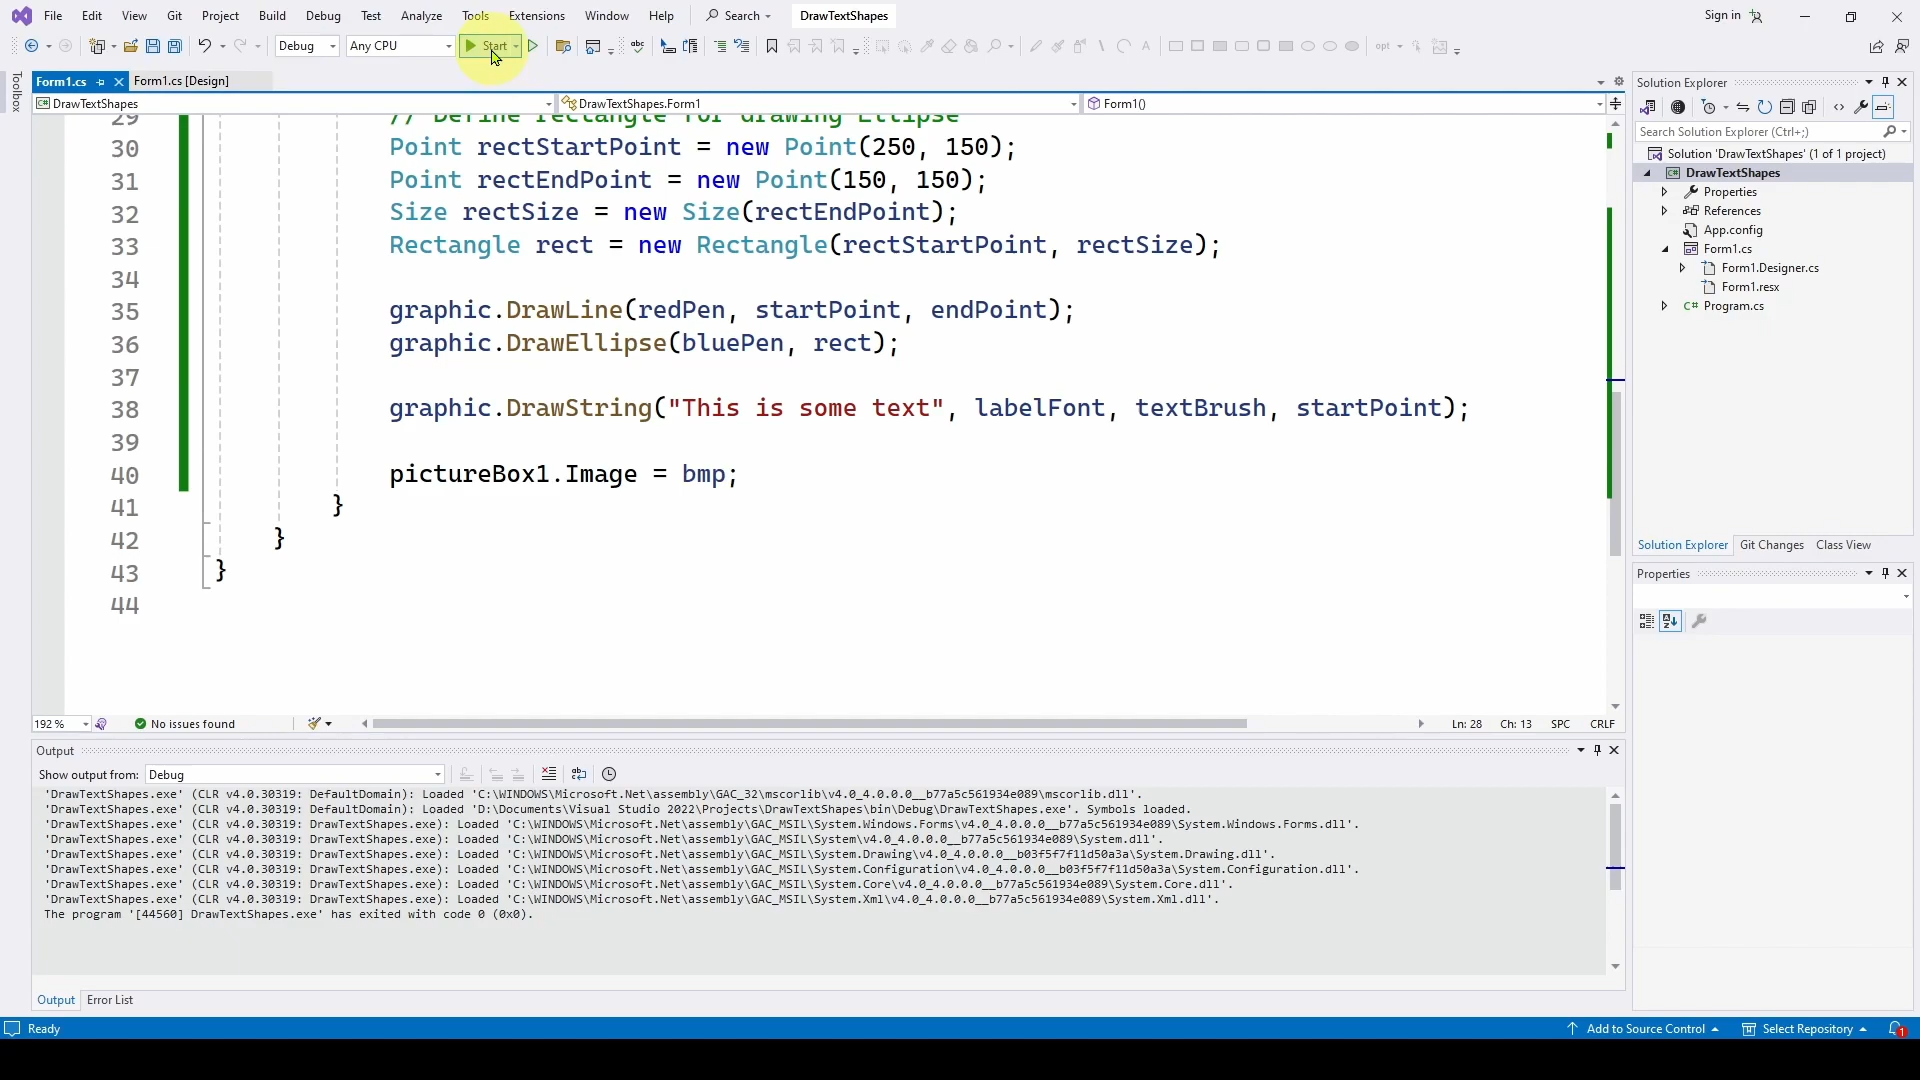 File Edit View Git Project Build Debug Test Analyze Tools Extensions Window Help Search DrawTextShapes Sign in
Debug Any CPU Start opt
Form1.cs Form1.cs [Design]
DrawTextShapes DrawTextShapes.Form1 Form1()
Toolbox
29 // Define rectangle for drawing Ellipse
30 Point rectStartPoint = new Point(250, 150);
31 Point rectEndPoint = new Point(150, 150);
32 Size rectSize = new Size(rectEndPoint);
33 Rectangle rect = new Rectangle(rectStartPoint, rectSize);
34
35 graphic.DrawLine(redPen, startPoint, endPoint);
36 graphic.DrawEllipse(bluePen, rect);
37
38 graphic.DrawString("This is some text", labelFont, textBrush, startPoint);
39
40 pictureBox1.Image = bmp;
41 }
42 }
43 }
44
192 % No issues found Ln: 28 Ch: 13 SPC CRLF
Output
Show output from: Debug
'DrawTextShapes.exe' (CLR v4.0.30319: DefaultDomain): Loaded 'C:\WINDOWS\Microsoft.Net\assembly\GAC_32\mscorlib\v4.0_4.0.0.0__b77a5c561934e089\mscorlib.dll'.
'DrawTextShapes.exe' (CLR v4.0.30319: DefaultDomain): Loaded 'D:\Documents\Visual Studio 2022\Projects\DrawTextShapes\bin\Debug\DrawTextShapes.exe'. Symbols loaded.
'DrawTextShapes.exe' (CLR v4.0.30319: DrawTextShapes.exe): Loaded 'C:\WINDOWS\Microsoft.Net\assembly\GAC_MSIL\System.Windows.Forms\v4.0_4.0.0.0__b77a5c561934e089\System.Windows.Forms.dll'.
'DrawTextShapes.exe' (CLR v4.0.30319: DrawTextShapes.exe): Loaded 'C:\WINDOWS\Microsoft.Net\assembly\GAC_MSIL\System\v4.0_4.0.0.0__b77a5c561934e089\System.dll'.
'DrawTextShapes.exe' (CLR v4.0.30319: DrawTextShapes.exe): Loaded 'C:\WINDOWS\Microsoft.Net\assembly\GAC_MSIL\System.Drawing\v4.0_4.0.0.0__b03f5f7f11d50a3a\System.Drawing.dll'.
'DrawTextShapes.exe' (CLR v4.0.30319: DrawTextShapes.exe): Loaded 'C:\WINDOWS\Microsoft.Net\assembly\GAC_MSIL\System.Configuration\v4.0_4.0.0.0__b03f5f7f11d50a3a\System.Configuration.dll'.
'DrawTextShapes.exe' (CLR v4.0.30319: DrawTextShapes.exe): Loaded 'C:\WINDOWS\Microsoft.Net\assembly\GAC_MSIL\System.Core\v4.0_4.0.0.0__b77a5c561934e089\System.Core.dll'.
'DrawTextShapes.exe' (CLR v4.0.30319: DrawTextShapes.exe): Loaded 'C:\WINDOWS\Microsoft.Net\assembly\GAC_MSIL\System.Xml\v4.0_4.0.0.0__b77a5c561934e089\System.Xml.dll'.
The program '[44560] DrawTextShapes.exe' has exited with code 0 (0x0).
Output Error List
Solution Explorer
Search Solution Explorer (Ctrl+;)
Solution 'DrawTextShapes' (1 of 1 project)
DrawTextShapes
Properties
References
App.config
Form1.cs
Form1.Designer.cs
Form1.resx
C# Program.cs
Solution Explorer Git Changes Class View
Properties
Ready Add to Source Control Select Repository 1